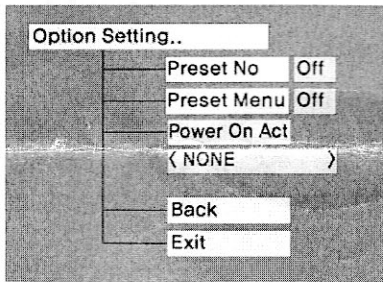 Option Setting..
Preset No Off
Preset Menu Off
Power On Act
〈 NONE 〉
Back
Exit